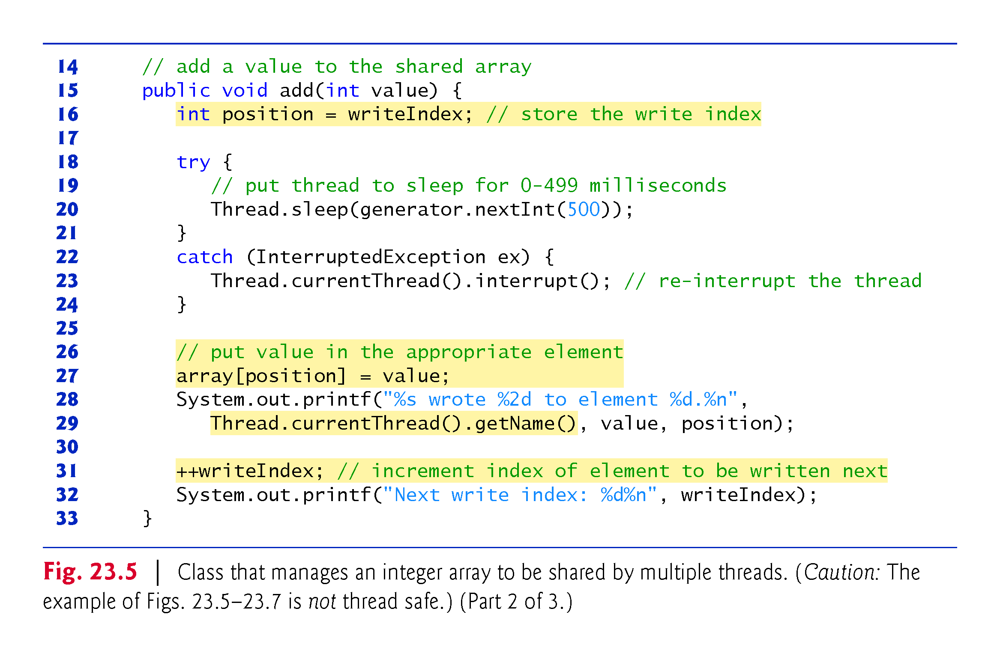 14 // add a value to the shared array
15 public void add(int value) {
16 int position = writeIndex; // store the write index
17
18 try {
19 // put thread to sleep for 0-499 milliseconds
20 Thread.sleep(generator.nextInt(500));
21 }
22 catch (InterruptedException ex) {
23 Thread.currentThread().interrupt(); // re-interrupt the thread
24 }
25
26 // put value in the appropriate element
27 array[position] = value;
28 System.out.printf("%s wrote %2d to element %d.%n",
29 Thread.currentThread().getName(), value, position);
30
31 ++writeIndex; // increment index of element to be written next
32 System.out.printf("Next write index: %d%n", writeIndex);
33 }
Fig. 23.5 | Class that manages an integer array to be shared by multiple threads. (Caution: The
example of Figs. 23.5–23.7 is not thread safe.) (Part 2 of 3.)